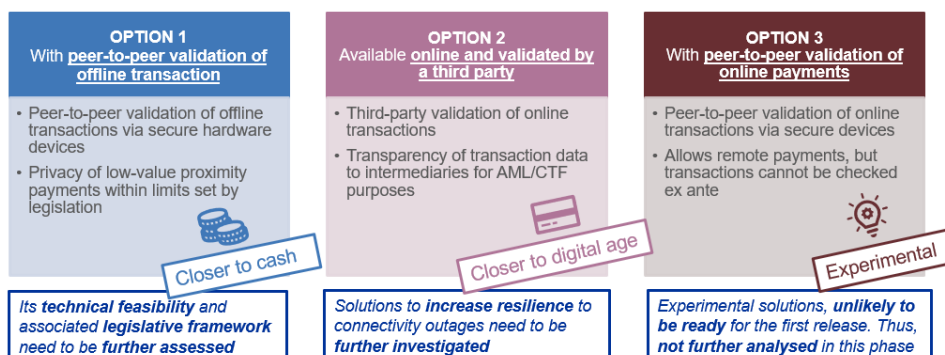 OPTION 1
With peer-to-peer validation of
offline transaction
• Peer-to-peer validation of offline
transactions via secure hardware
devices
• Privacy of low-value proximity
payments within limits set by
legislation
Closer to cash
Its technical feasibility and
associated legislative framework
need to be further assessed
OPTION 2
Available online and validated by
a third party
• Third-party validation of online
transactions
• Transparency of transaction data
to intermediaries for AML/CTF
purposes
Closer to digital age
Solutions to increase resilience to
connectivity outages need to be
further investigated
OPTION 3
With peer-to-peer validation of
online payments
• Peer-to-peer validation of online
transactions via secure devices
• Allows remote payments, but
transactions cannot be checked
ex ante
Experimental
Experimental solutions, unlikely to
be ready for the first release. Thus,
not further analysed in this phase